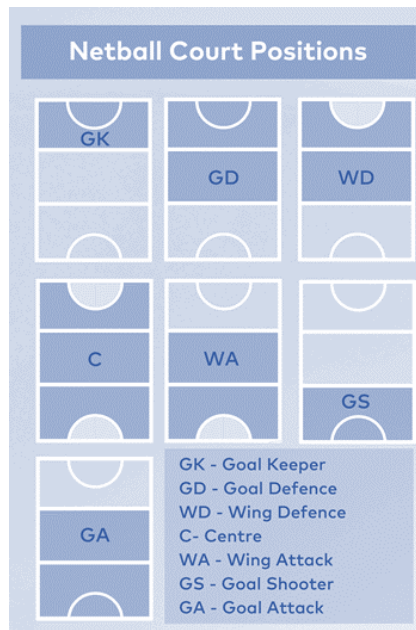 Netball Court Positions
GK
GD
WD
C
WA
GS
GA
GK - Goal Keeper
GD - Goal Defence
WD - Wing Defence
C- Centre
WA - Wing Attack
GS - Goal Shooter
GA - Goal Attack